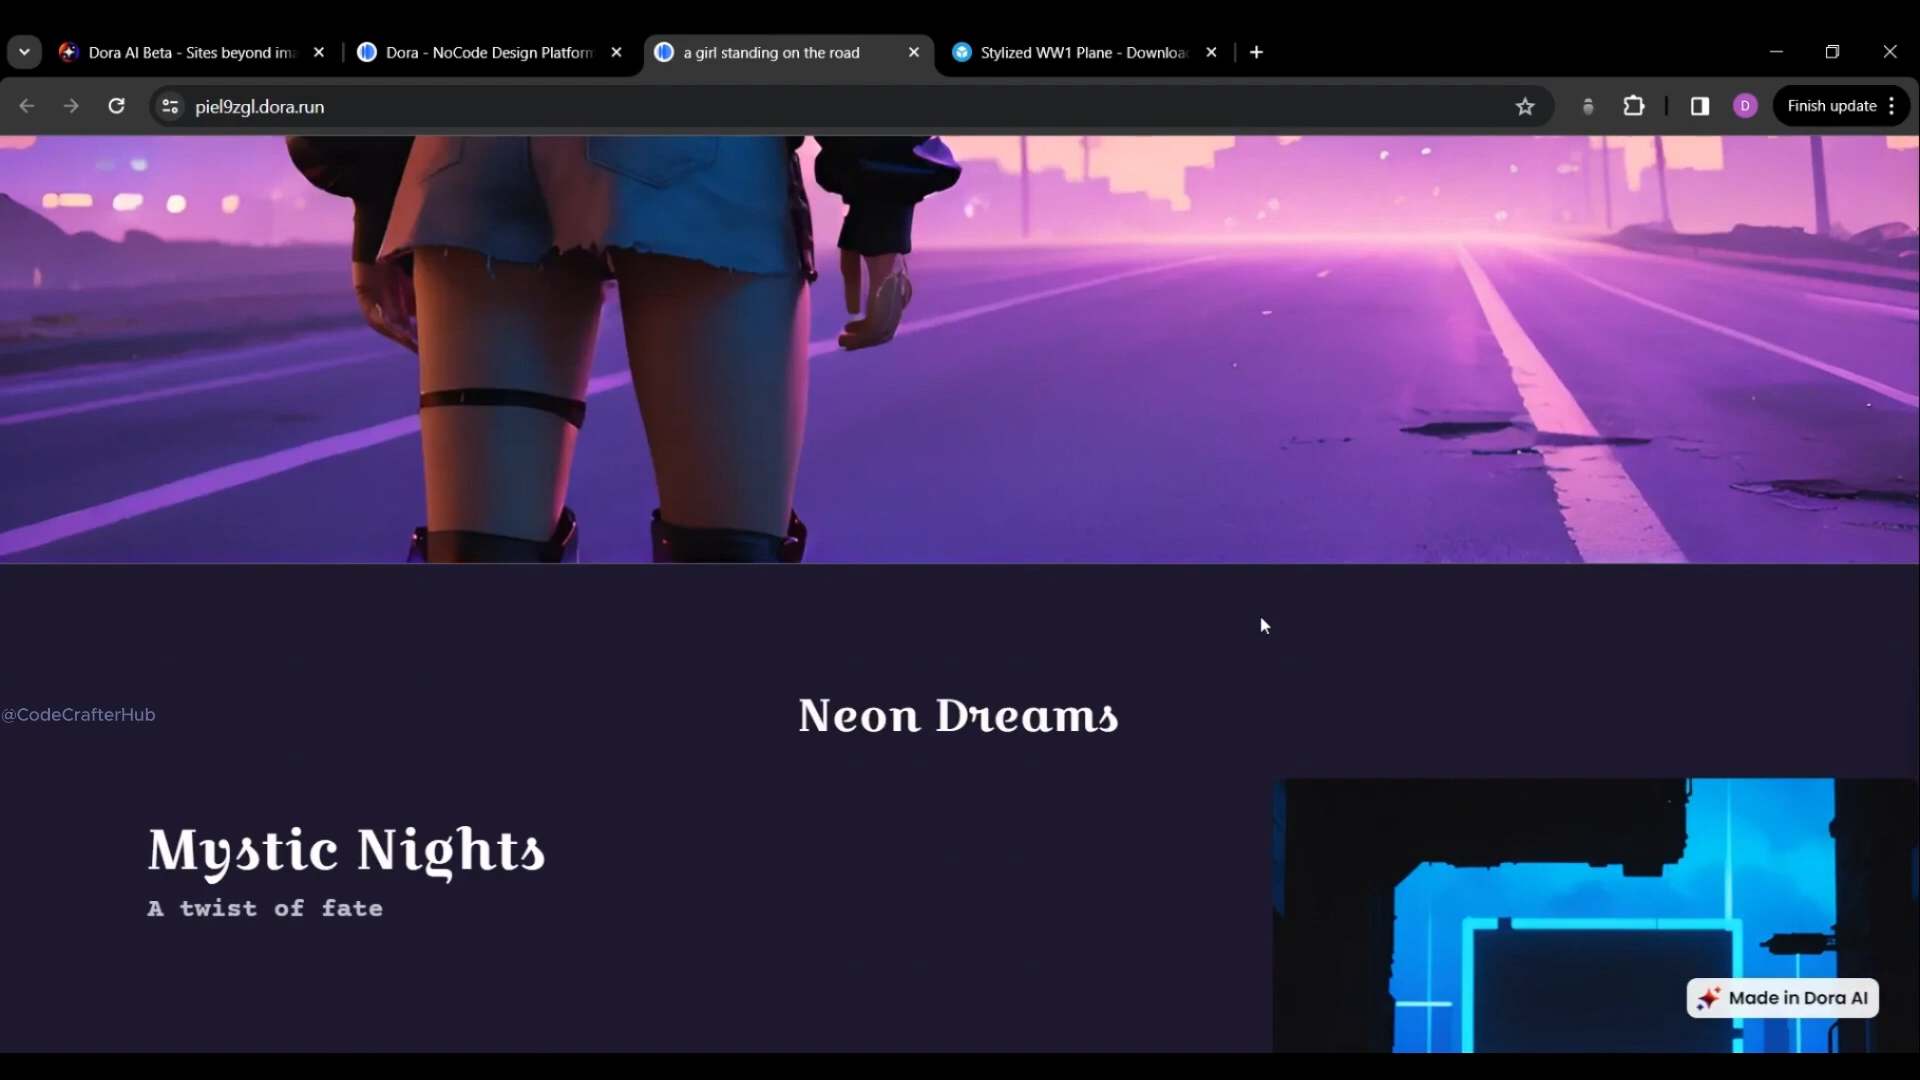 Dora AI Beta - Sites beyond ima
Dora - NoCode Design Platform
a girl standing on the road
Stylized WW1 Plane - Downloa
piel9zgl.dora.run
D
Finish update
@CodeCrafterHub
Neon Dreams
Mystic Nights
A twist of fate
Made in Dora AI